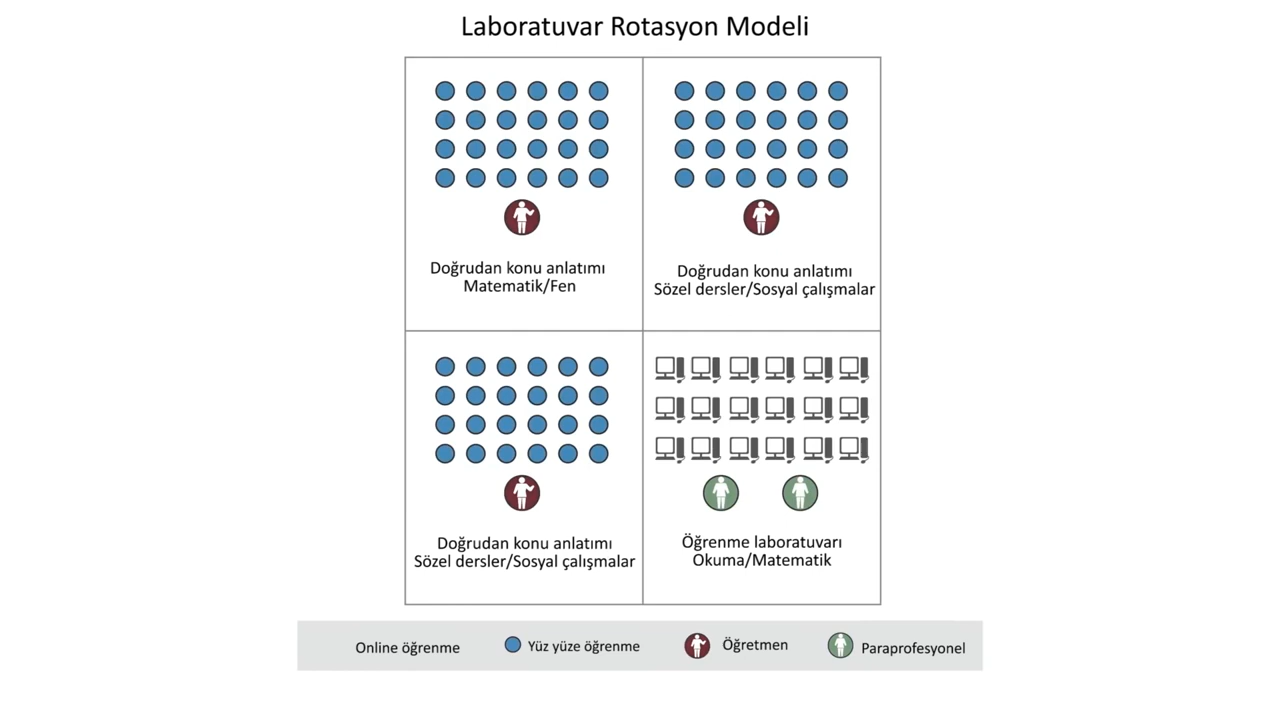 Laboratuvar Rotasyon Modeli
Doğrudan konu anlatımı
Matematik/Fen
Doğrudan konu anlatımı
Sözel dersler/Sosyal çalışmalar
Doğrudan konu anlatımı
Sözel dersler/Sosyal çalışmalar
Öğrenme laboratuvarı
Okuma/Matematik
Online öğrenme
Yüz yüze öğrenme
Öğretmen
Paraprofesyonel